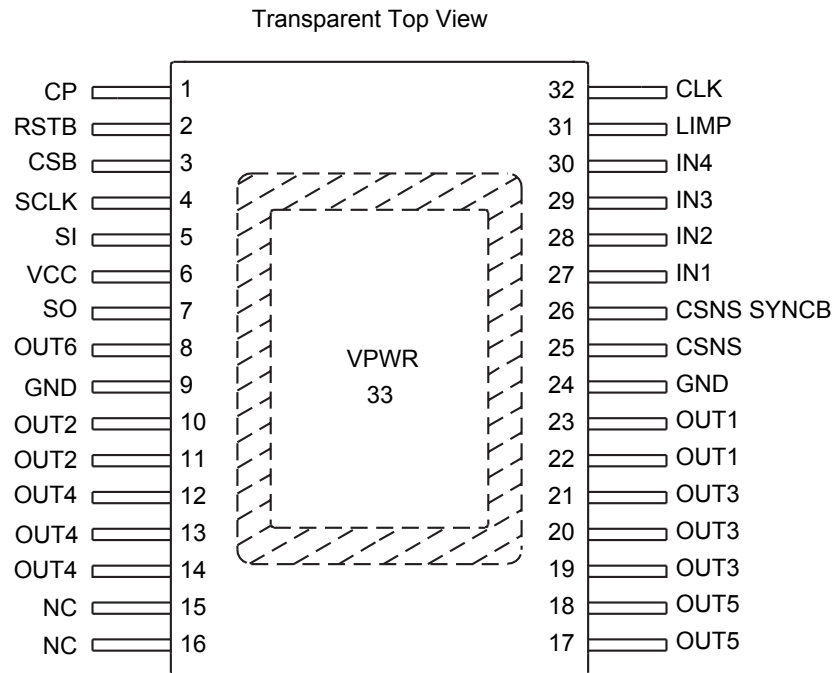 Transparent Top View
CP 1 32 CLK
RSTB 2 31 LIMP
CSB 3 30 IN4
SCLK 4 29 IN3
SI 5 28 IN2
VCC 6 27 IN1
SO 7 26 CSNS SYNCB
OUT6 8 25 CSNS
VPWR
GND 9 24 GND
33
OUT2 10 23 OUT1
OUT2 11 22 OUT1
OUT4 12 21 OUT3
OUT4 13 20 OUT3
OUT4 14 19 OUT3
NC 15 18 OUT5
NC 16 17 OUT5